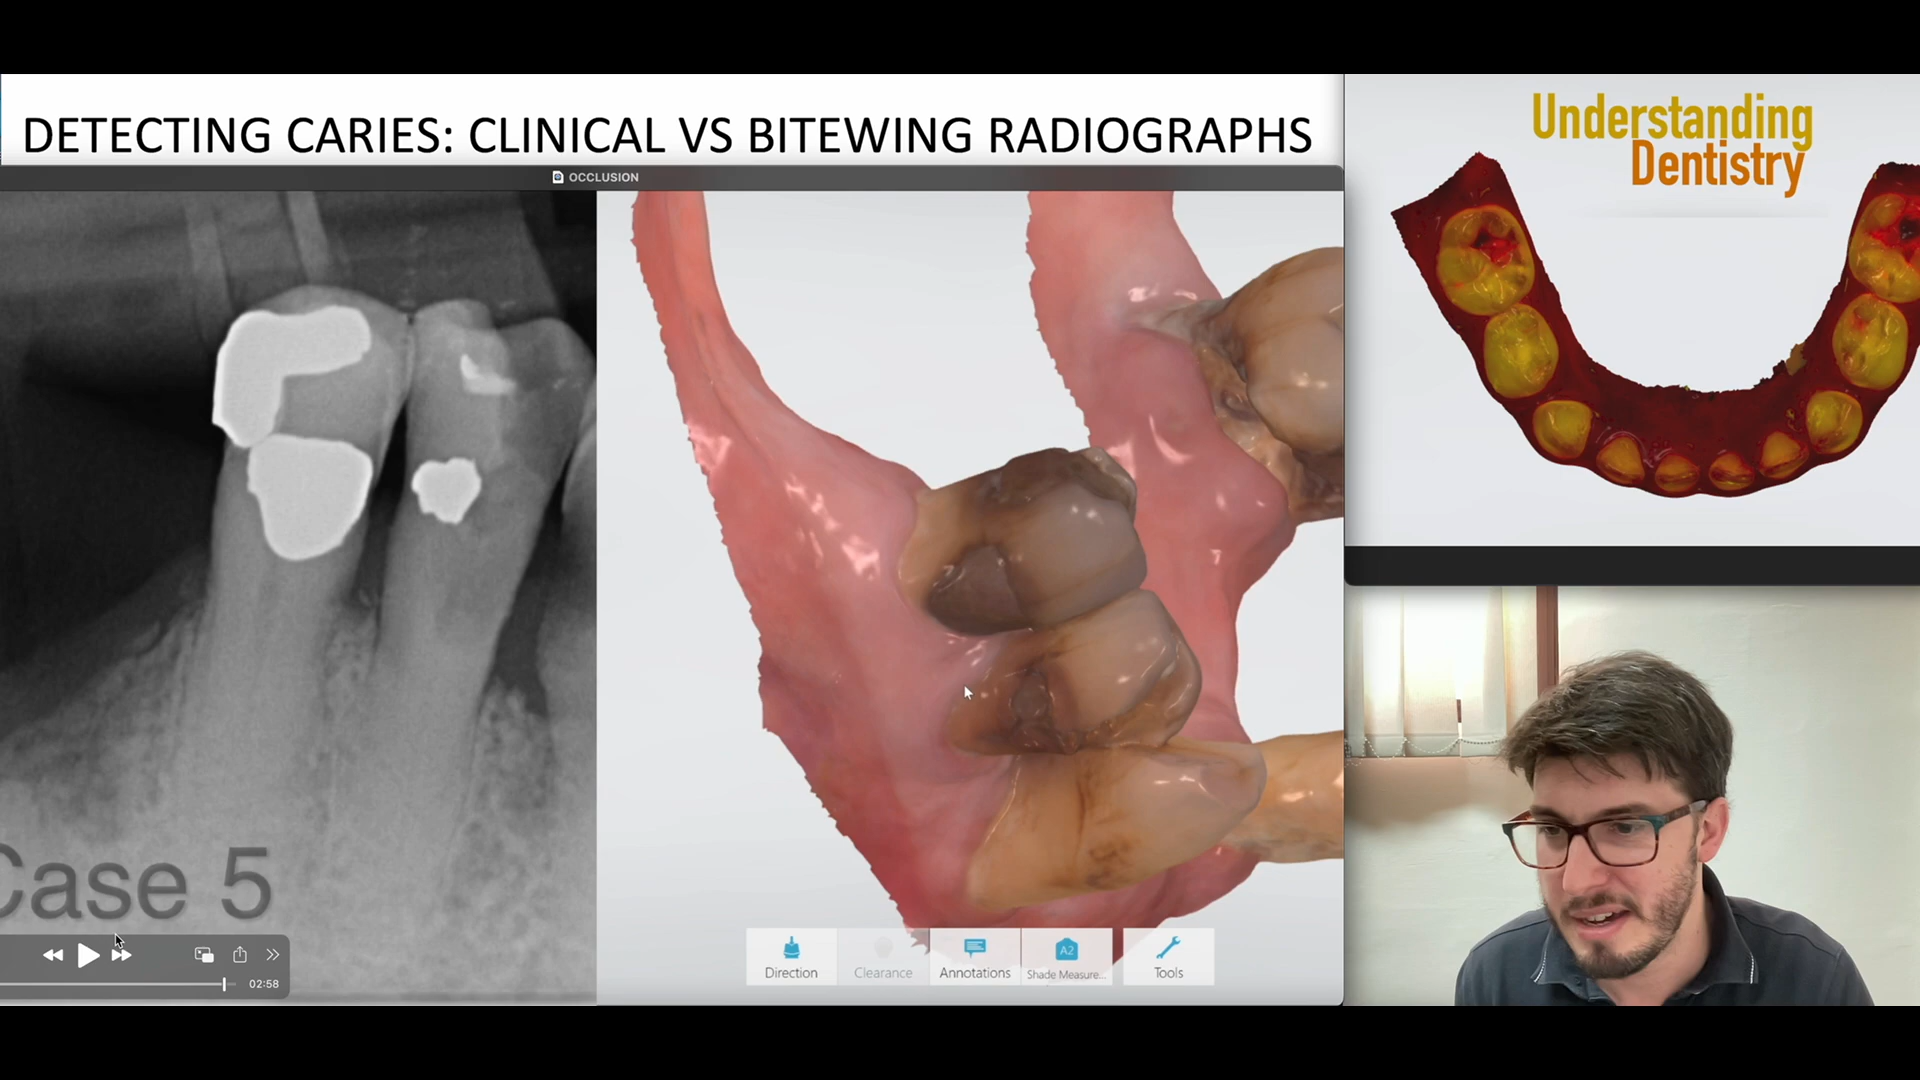 DETECTING CARIES: CLINICAL VS BITEWING RADIOGRAPHS
OCCLUSION
Understanding
Dentistry
Case 5
02:58
Direction
Clearance
Annotations
A2
Shade Measure...
Tools